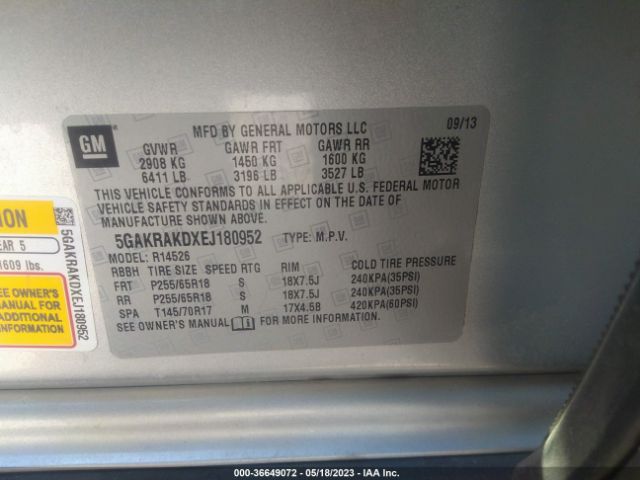 GM
MFD BY GENERAL MOTORS LLC
09/13
GVWR GAWR FRT GAWR RR
2908 KG 1450 KG 1600 KG
6411 LB 3196 LB 3527 LB
THIS VEHICLE CONFORMS TO ALL APPLICABLE U.S. FEDERAL MOTOR
VEHICLE SAFETY STANDARDS IN EFFECT ON THE DATE OF
MANUFACTURE SHOWN ABOVE.
5GAKRAKDXEJ180952 TYPE: M.P.V.
MODEL: R14526
RBBH TIRE SIZE SPEED RTG RIM COLD TIRE PRESSURE
FRT P255/65R18 S 18X7.5J 240KPA(35PSI)
RR P255/65R18 S 18X7.5J 240KPA(35PSI)
SPA T145/70R17 M 17X4.5B 420KPA(60PSI)
SEE OWNER'S MANUAL FOR MORE INFORMATION.
EAR 5
1609 lbs.
SEE OWNER'S
MANUAL FOR
ADDITIONAL
5GAKRAKDXEJ180952
000-36649072 - 05/18/2023 - IAA Inc.